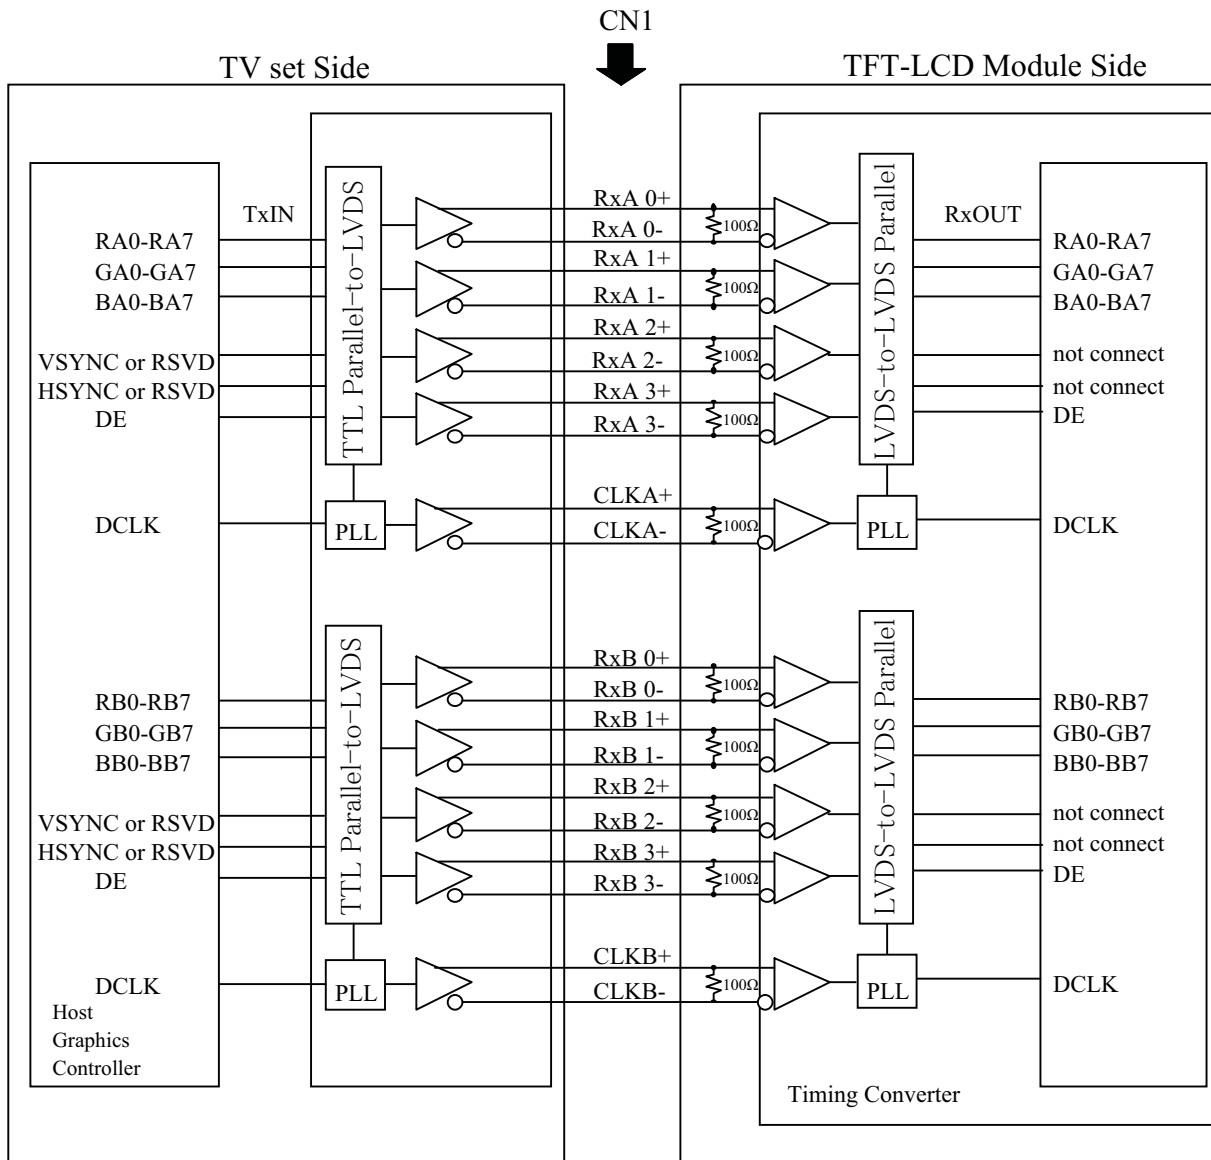 CN1
TV set Side
TFT-LCD Module Side
TxIN
RA0-RA7
GA0-GA7
BA0-BA7
VSYNC or RSVD
HSYNC or RSVD
DE
DCLK
TTL Parallel-to-LVDS
PLL
RxA 0+
RxA 0-
RxA 1+
RxA 1-
RxA 2+
RxA 2-
RxA 3+
RxA 3-
CLKA+
CLKA-
100Ω
100Ω
100Ω
100Ω
100Ω
LVDS-to-LVDS Parallel
PLL
RxOUT
RA0-RA7
GA0-GA7
BA0-BA7
not connect
not connect
DE
DCLK
RB0-RB7
GB0-GB7
BB0-BB7
VSYNC or RSVD
HSYNC or RSVD
DE
DCLK
Host
Graphics
Controller
TTL Parallel-to-LVDS
PLL
RxB 0+
RxB 0-
RxB 1+
RxB 1-
RxB 2+
RxB 2-
RxB 3+
RxB 3-
CLKB+
CLKB-
100Ω
100Ω
100Ω
100Ω
100Ω
LVDS-to-LVDS Parallel
PLL
RB0-RB7
GB0-GB7
BB0-BB7
not connect
not connect
DE
DCLK
Timing Converter